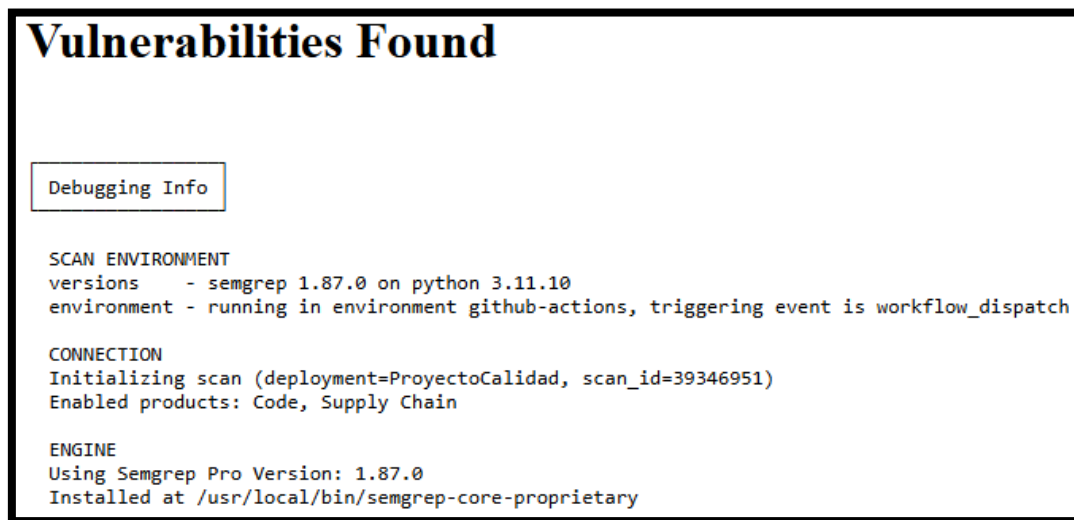 Vulnerabilities Found
Debugging Info
SCAN ENVIRONMENT
versions    - semgrep 1.87.0 on python 3.11.10
environment - running in environment github-actions, triggering event is workflow_dispatch
CONNECTION
Initializing scan (deployment=ProyectoCalidad, scan_id=39346951)
Enabled products: Code, Supply Chain
ENGINE
Using Semgrep Pro Version: 1.87.0
Installed at /usr/local/bin/semgrep-core-proprietary